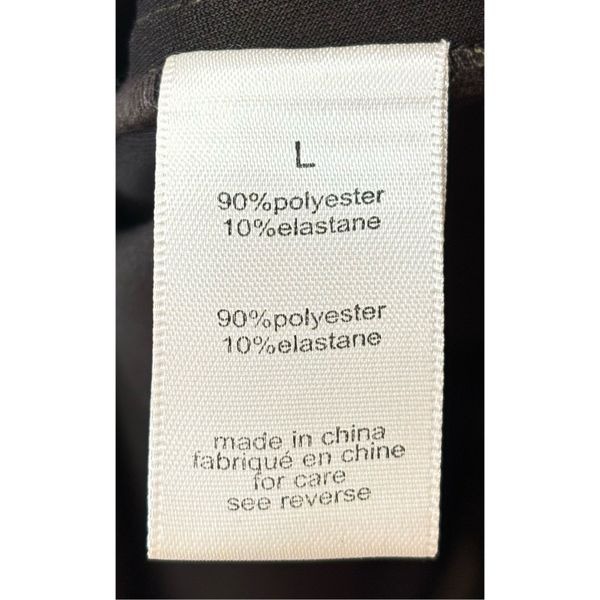 L
90%polyester
10%elastane
90%polyester
10%elastane
made in china
fabriqué en chine
for care
see reverse